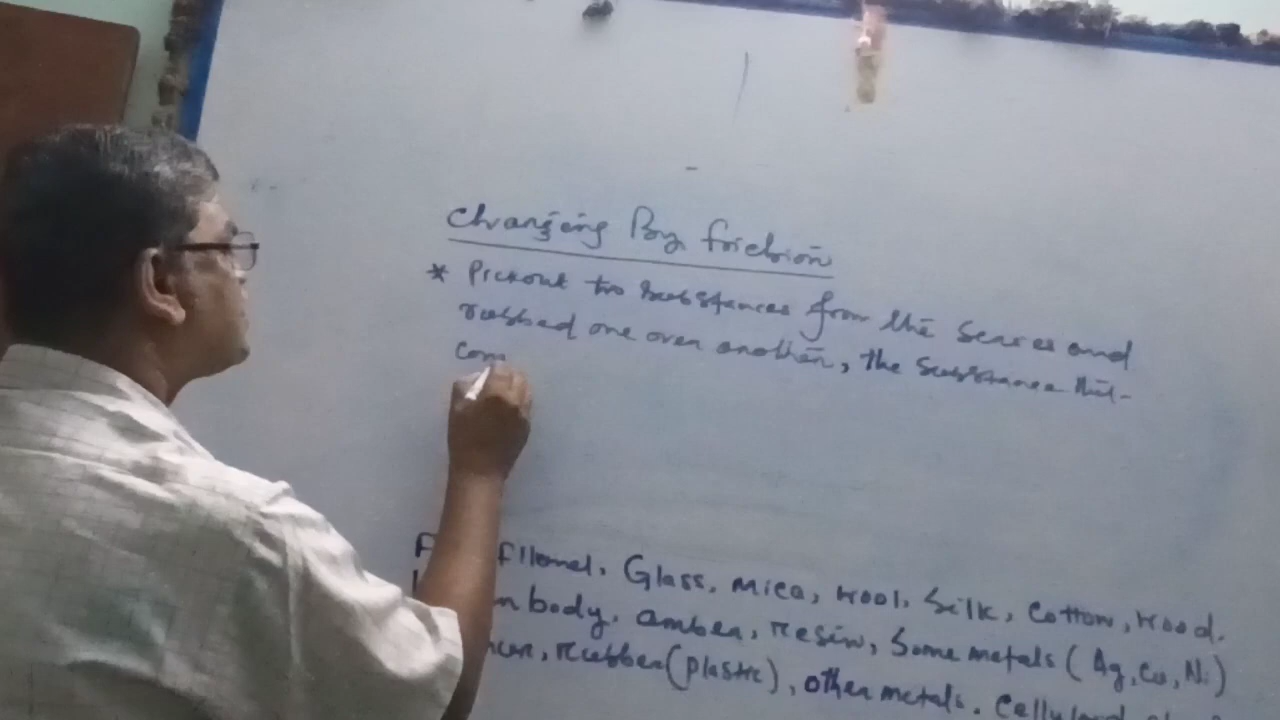 Charging By friction
* Pickout two substances from the series and
rubbed one over another, the substance that
com
flannel, Glass, Mica, wool, Silk, Cotton, wood,
n body, amber, resin, Some metals (Ag, Cu, Ni)
rubber (plastic), other metals, Celluloid